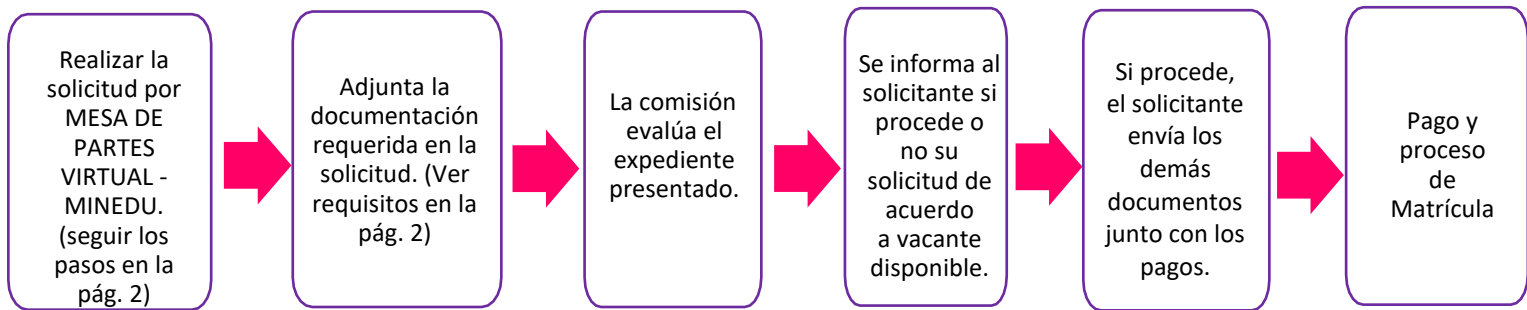 Realizar la
solicitud por
MESA DE
PARTES
VIRTUAL -
MINEDU.
(seguir los
pasos en la
pág. 2)
Adjunta la
documentación
requerida en la
solicitud. (Ver
requisitos en la
pág. 2)
La comisión
evalúa el
expediente
presentado.
Se informa al
solicitante si
procede o
no su
solicitud de
acuerdo
a vacante
disponible.
Si procede,
el solicitante
envía los
demás
documentos
junto con los
pagos.
Pago y
proceso
de
Matrícula